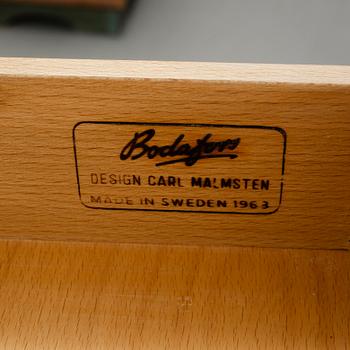 Bodafors
DESIGN CARL MALMSTEN
MADE IN SWEDEN 1963